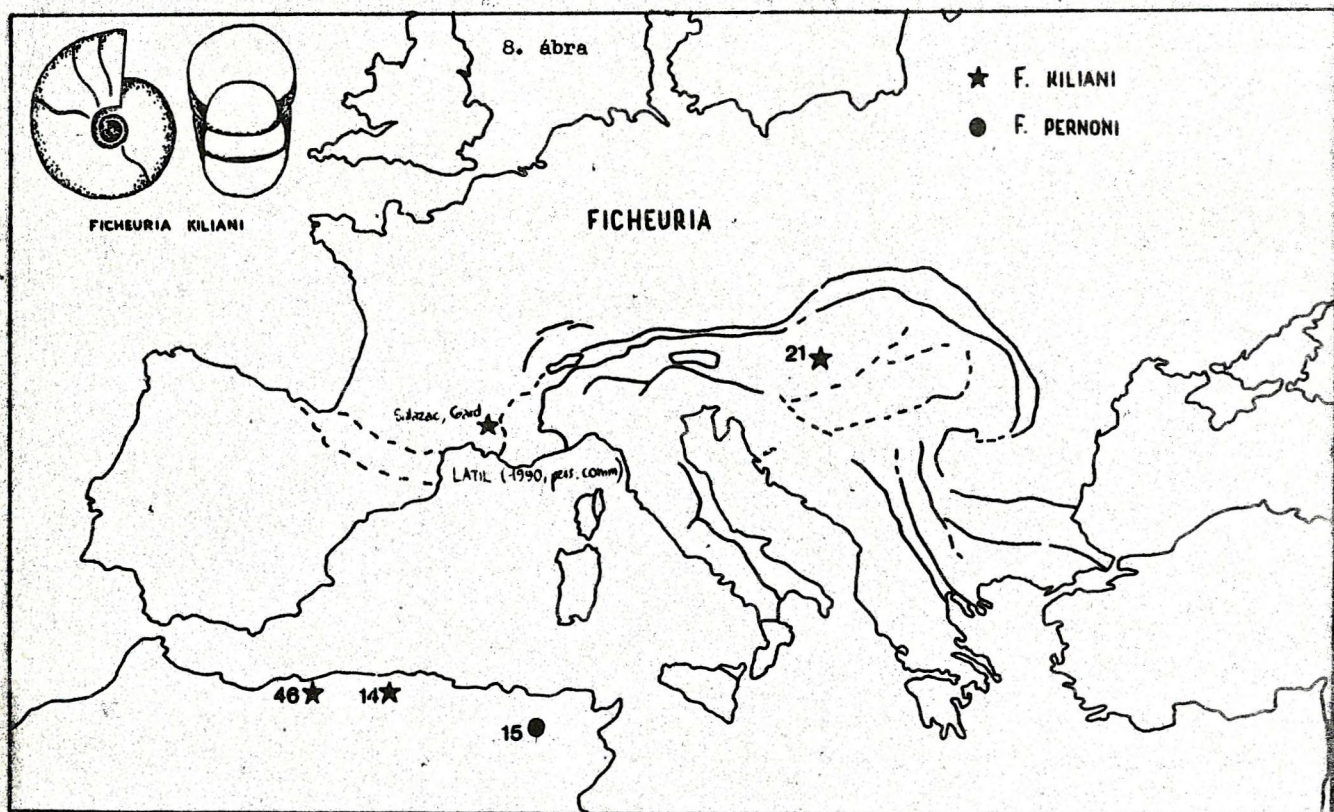 8. ábra
★ F. KILIANI
● F. PERNONI
FICHEURIA KILIANI
FICHEURIA
21 ★
Salazac, Gard ★
LATIL (1990, pers. comm)
46 ★
14 ★
15 ●